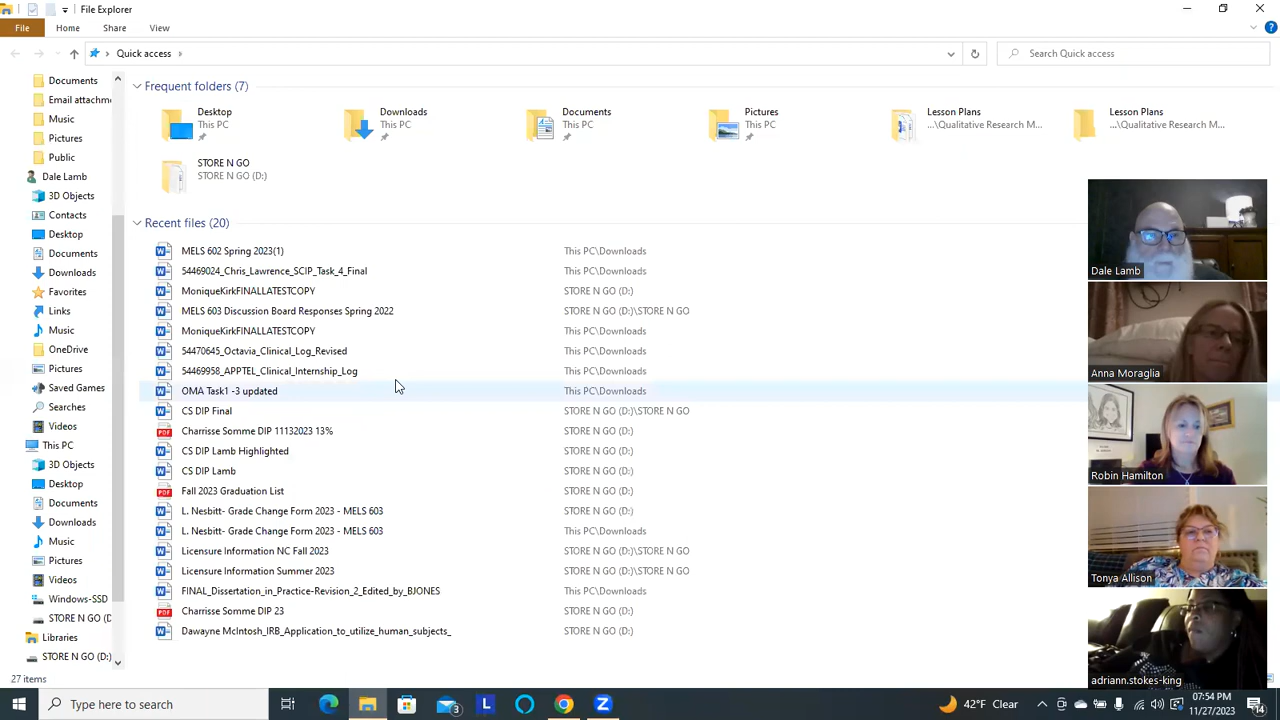 File Explorer
File
Home
Share
View
Quick access
Search Quick access
Documents
Email attachme
Music
Pictures
Public
Dale Lamb
3D Objects
Contacts
Desktop
Documents
Downloads
Favorites
Links
Music
OneDrive
Pictures
Saved Games
Searches
Videos
This PC
3D Objects
Desktop
Documents
Downloads
Music
Pictures
Videos
Windows-SSD
STORE N GO (D
Libraries
STORE N GO (D:)
Frequent folders (7)
Desktop
This PC
Downloads
This PC
Documents
This PC
Pictures
This PC
Lesson Plans
...\Qualitative Research M...
Lesson Plans
...\Qualitative Research M...
STORE N GO
STORE N GO (D:)
Recent files (20)
MELS 602 Spring 2023(1) This PC\Downloads
54469024_Chris_Lawrence_SCIP_Task_4_Final This PC\Downloads
MoniqueKirkFINALLATESTCOPY STORE N GO (D:)
MELS 603 Discussion Board Responses Spring 2022 STORE N GO (D:)\STORE N GO
MoniqueKirkFINALLATESTCOPY This PC\Downloads
54470645_Octavia_Clinical_Log_Revised This PC\Downloads
54469958_APPTEL_Clinical_Internship_Log This PC\Downloads
OMA Task1 -3 updated This PC\Downloads
CS DIP Final STORE N GO (D:)\STORE N GO
Charrisse Somme DIP 11132023 13% STORE N GO (D:)
CS DIP Lamb Highlighted STORE N GO (D:)
CS DIP Lamb STORE N GO (D:)
Fall 2023 Graduation List STORE N GO (D:)
L. Nesbitt- Grade Change Form 2023 - MELS 603 STORE N GO (D:)
L. Nesbitt- Grade Change Form 2023 - MELS 603 This PC\Downloads
Licensure Information NC Fall 2023 STORE N GO (D:)\STORE N GO
Licensure Information Summer 2023 STORE N GO (D:)\STORE N GO
FINAL_Dissertation_in_Practice-Revision_2_Edited_by_BJONES This PC\Downloads
Charrisse Somme DIP 23 STORE N GO (D:)
Dawayne McIntosh_IRB_Application_to_utilize_human_subjects_ STORE N GO (D:)
Dale Lamb
Anna Moraglia
Robin Hamilton
Tonya Allison
adriann.stokes-king
27 items
Type here to search
3
L
42°F Clear
07:54 PM
11/27/2023
14